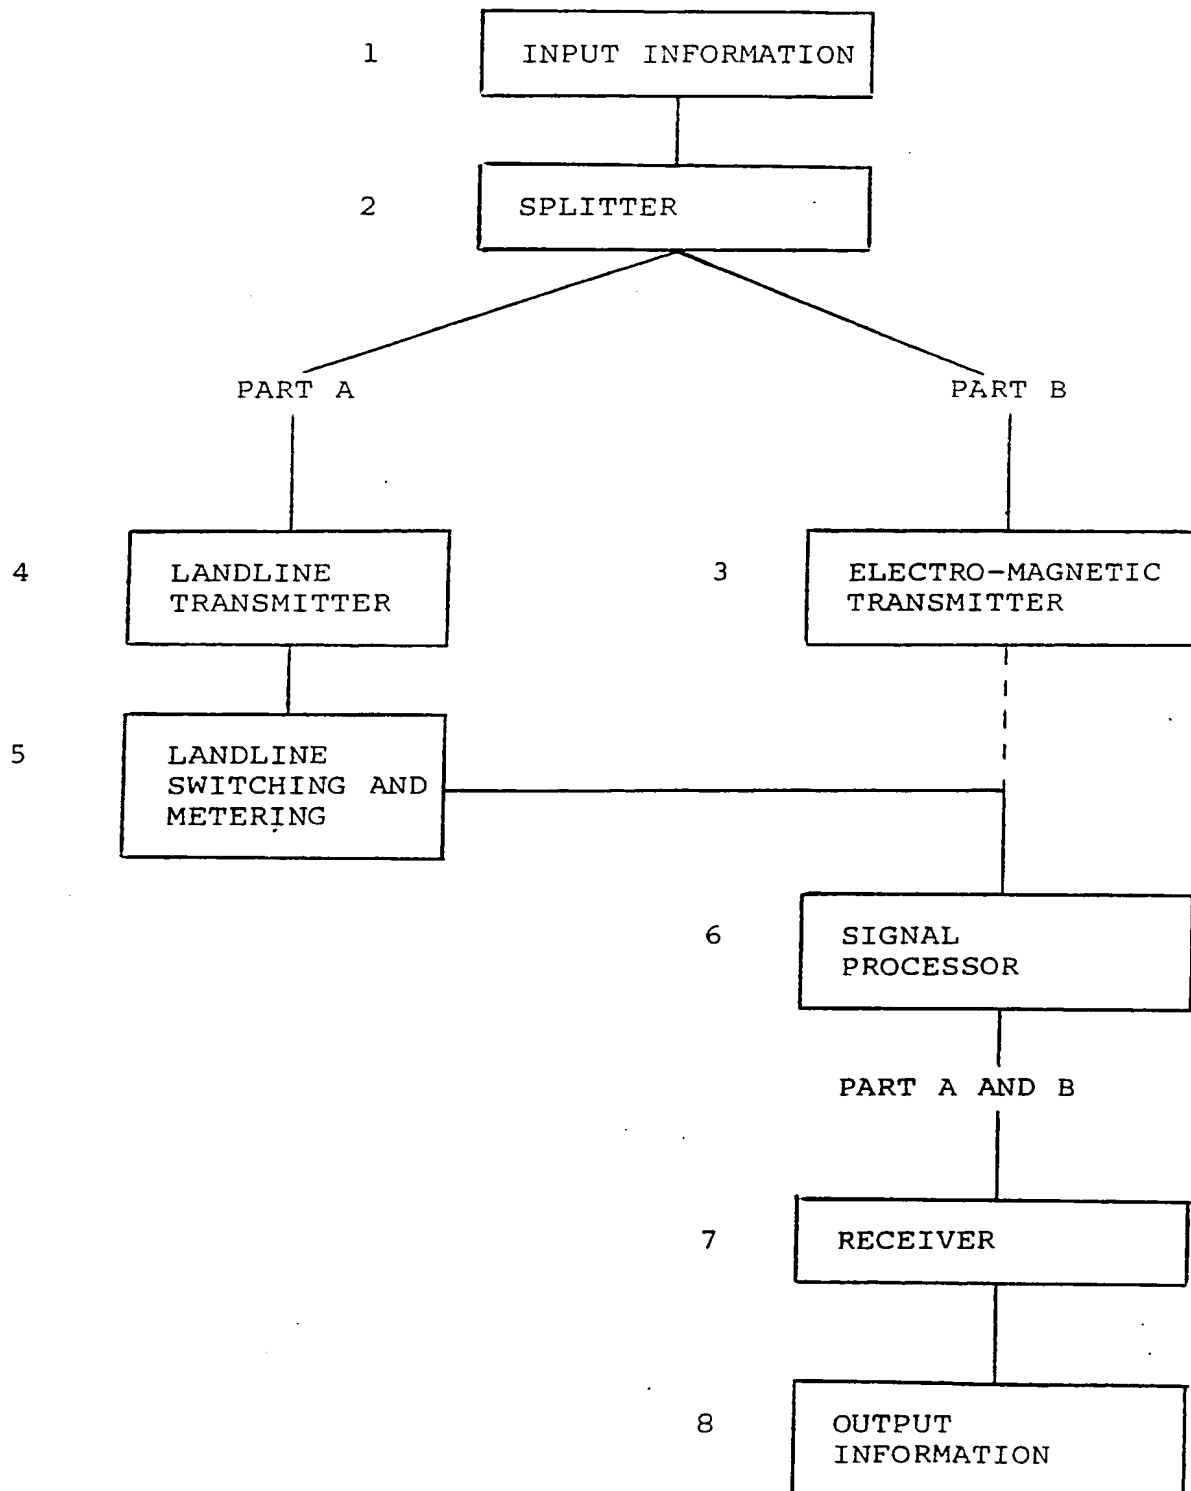 1 INPUT INFORMATION
2 SPLITTER
PART A PART B
4 LANDLINE
TRANSMITTER
3 ELECTRO-MAGNETIC
TRANSMITTER
5 LANDLINE
SWITCHING AND
METERING
6 SIGNAL
PROCESSOR
PART A AND B
7 RECEIVER
8 OUTPUT
INFORMATION